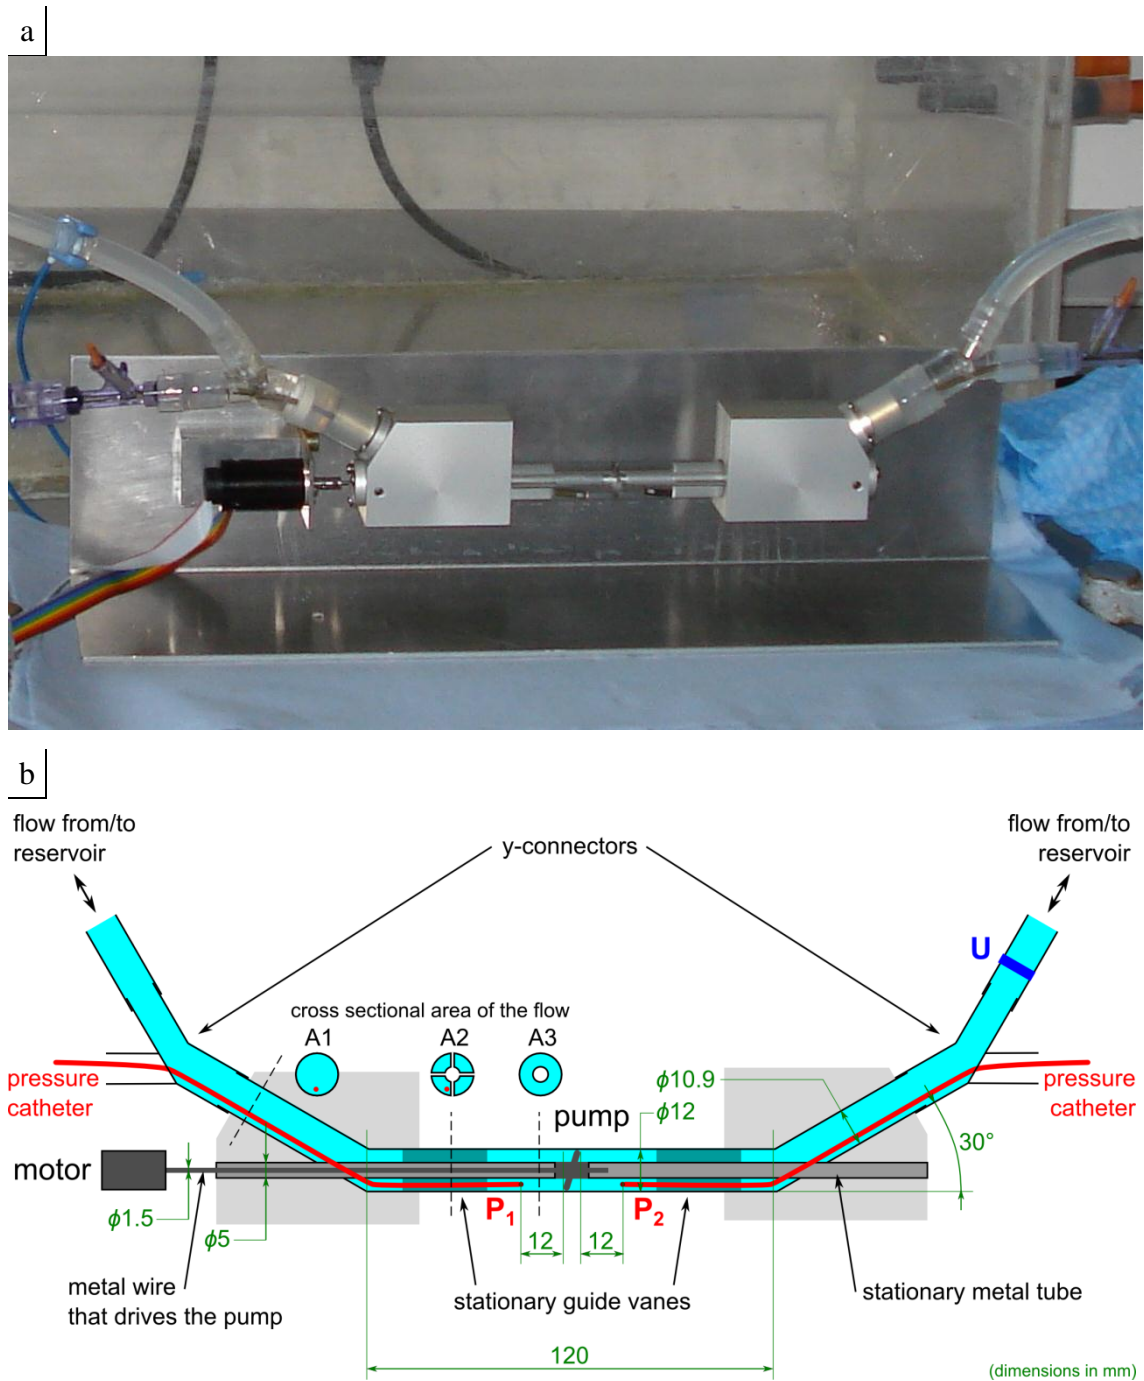 a
b
flow from/to
reservoir
y-connectors
flow from/to
reservoir
U
cross sectional area of the flow
A1
A2
A3
pressure
catheter
ϕ10.9
pressure
catheter
pump
ϕ12
30°
motor
P1
P2
ϕ1.5
ϕ5
12
12
metal wire
that drives the pump
stationary guide vanes
stationary metal tube
120
(dimensions in mm)